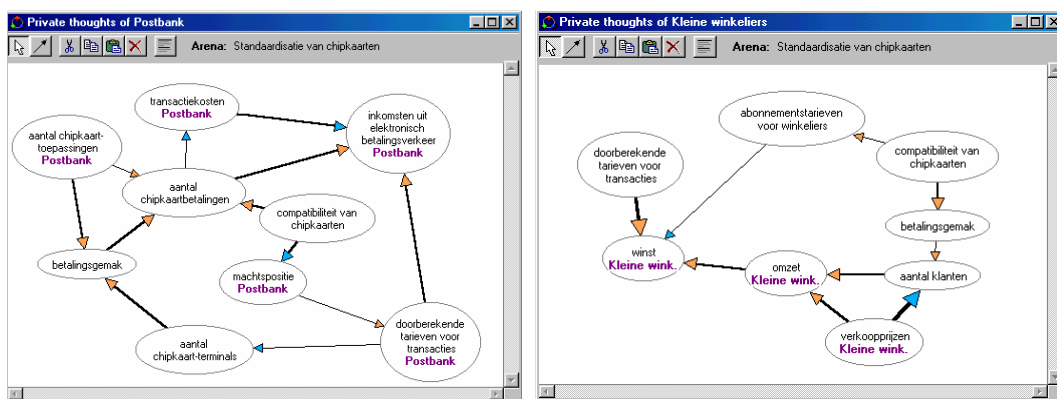 Private thoughts of Postbank
Arena: Standaardisatie van chipkaarten
transactiekosten
Postbank
inkomsten uit
elektronisch
betalingsverkeer
Postbank
aantal chipkaart-
toepassingen
Postbank
aantal
chipkaartbetalingen
compatibiliteit van
chipkaarten
betalingsgemak
machtspositie
Postbank
aantal
chipkaart-terminals
doorberekende
tarieven voor
transacties
Postbank
Private thoughts of Kleine winkeliers
Arena: Standaardisatie van chipkaarten
abonnementstarieven
voor winkeliers
doorberekende
tarieven voor
transacties
compatibiliteit van
chipkaarten
betalingsgemak
winst
Kleine wink.
omzet
Kleine wink.
aantal klanten
verkoopprijzen
Kleine wink.